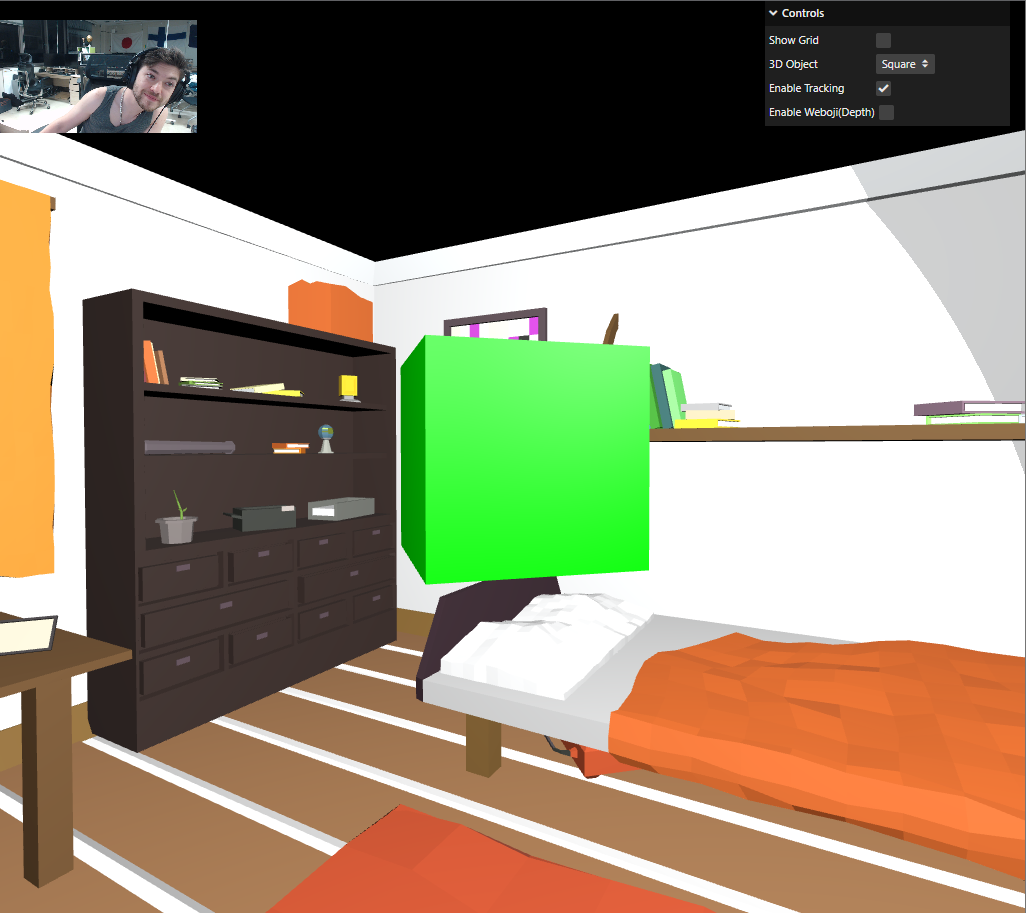 Controls
Show Grid
3D Object Square
Enable Tracking
Enable Weboji(Depth)